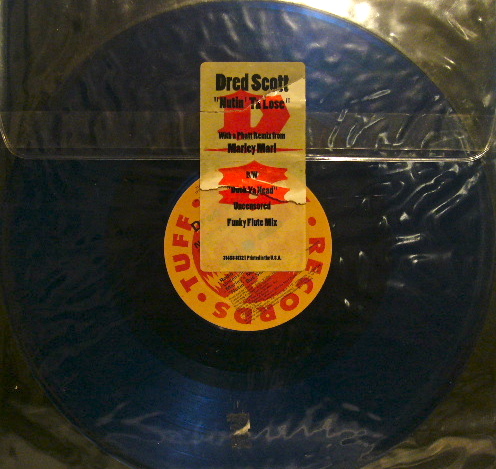 Dred Scott
"Nutin' Ta Lose"
With a Phatt Remix from
Marley Marl
B/W
"Duck Ya Head"
Uncensored
Funky Flute Mix
Printed in the U.S.A.
TUFF
RECORDS